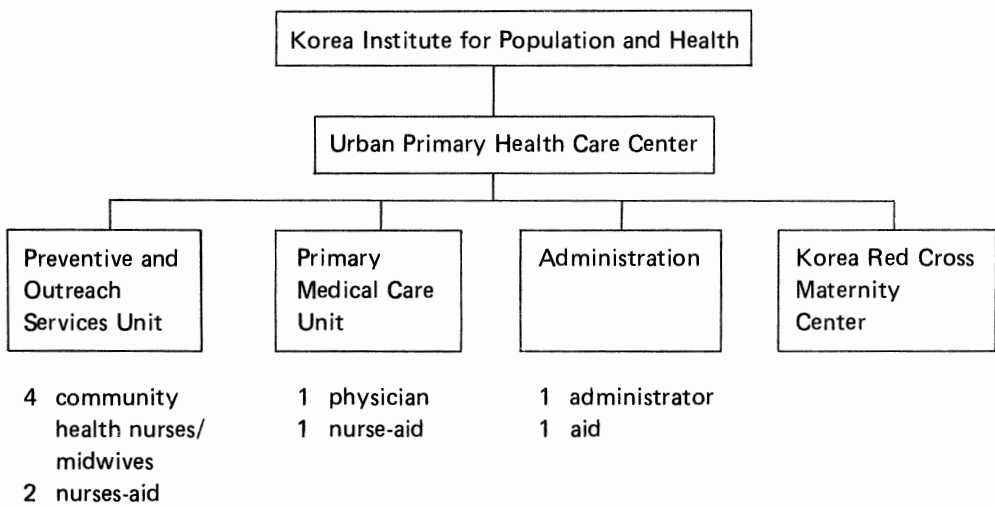 Korea Institute for Population and Health
Urban Primary Health Care Center
Preventive and
Outreach
Services Unit
Primary
Medical Care
Unit
Administration
Korea Red Cross
Maternity
Center
4 community
health nurses/
midwives
2 nurses-aid
1 physician
1 nurse-aid
1 administrator
1 aid